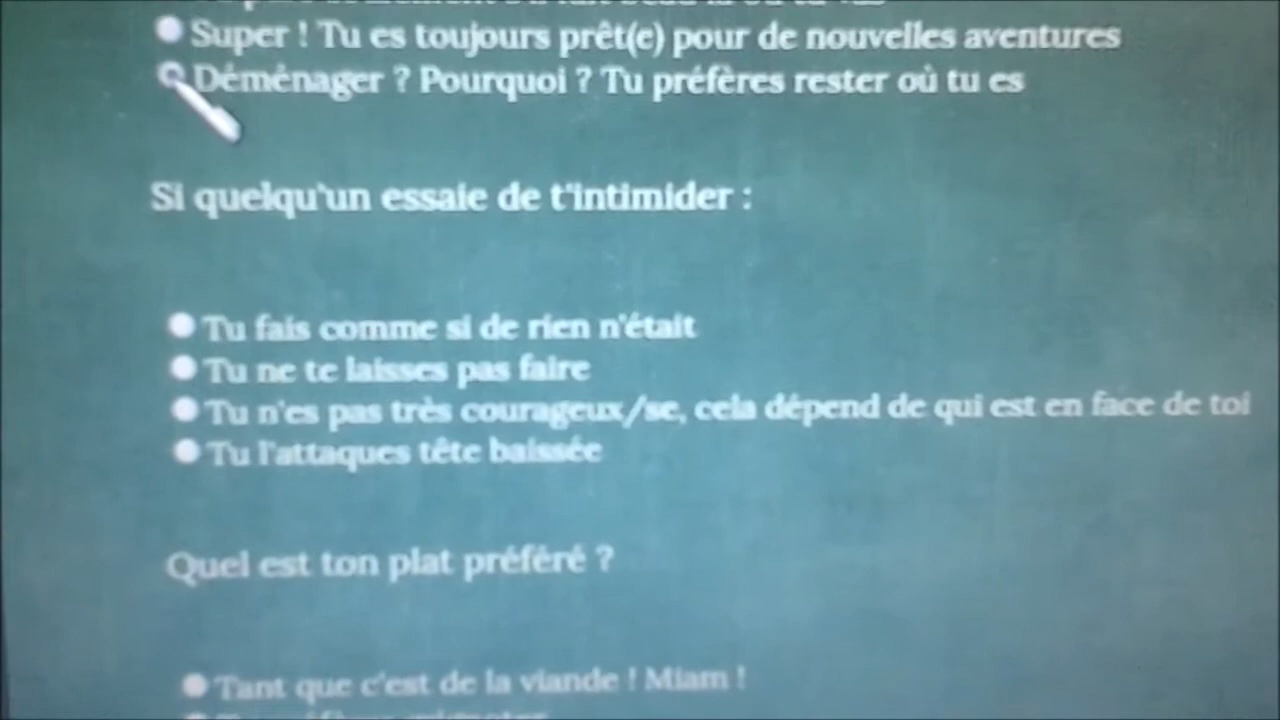 Super ! Tu es toujours prêt(e) pour de nouvelles aventures
Déménager ? Pourquoi ? Tu préfères rester où tu es
Si quelqu'un essaie de t'intimider :
Tu fais comme si de rien n'était
Tu ne te laisses pas faire
Tu n'es pas très courageux/se, cela dépend de qui est en face de toi
Tu l'attaques tête baissée
Quel est ton plat préféré ?
Tant que c'est de la viande ! Miam !